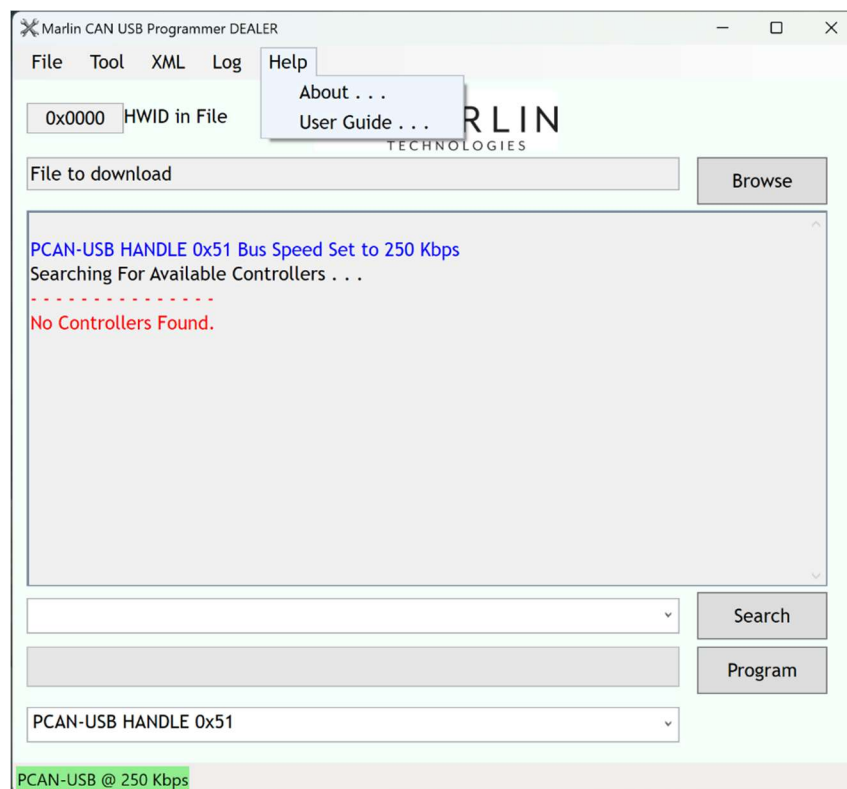 Marlin CAN USB Programmer DEALER
File Tool XML Log Help
About . . .
User Guide . . .
0x0000 HWID in File
RLIN
TECHNOLOGIES
File to download Browse
PCAN-USB HANDLE 0x51 Bus Speed Set to 250 Kbps
Searching For Available Controllers . . .
- - - - - - - - - - - - - - -
No Controllers Found.
Search
Program
PCAN-USB HANDLE 0x51
PCAN-USB @ 250 Kbps